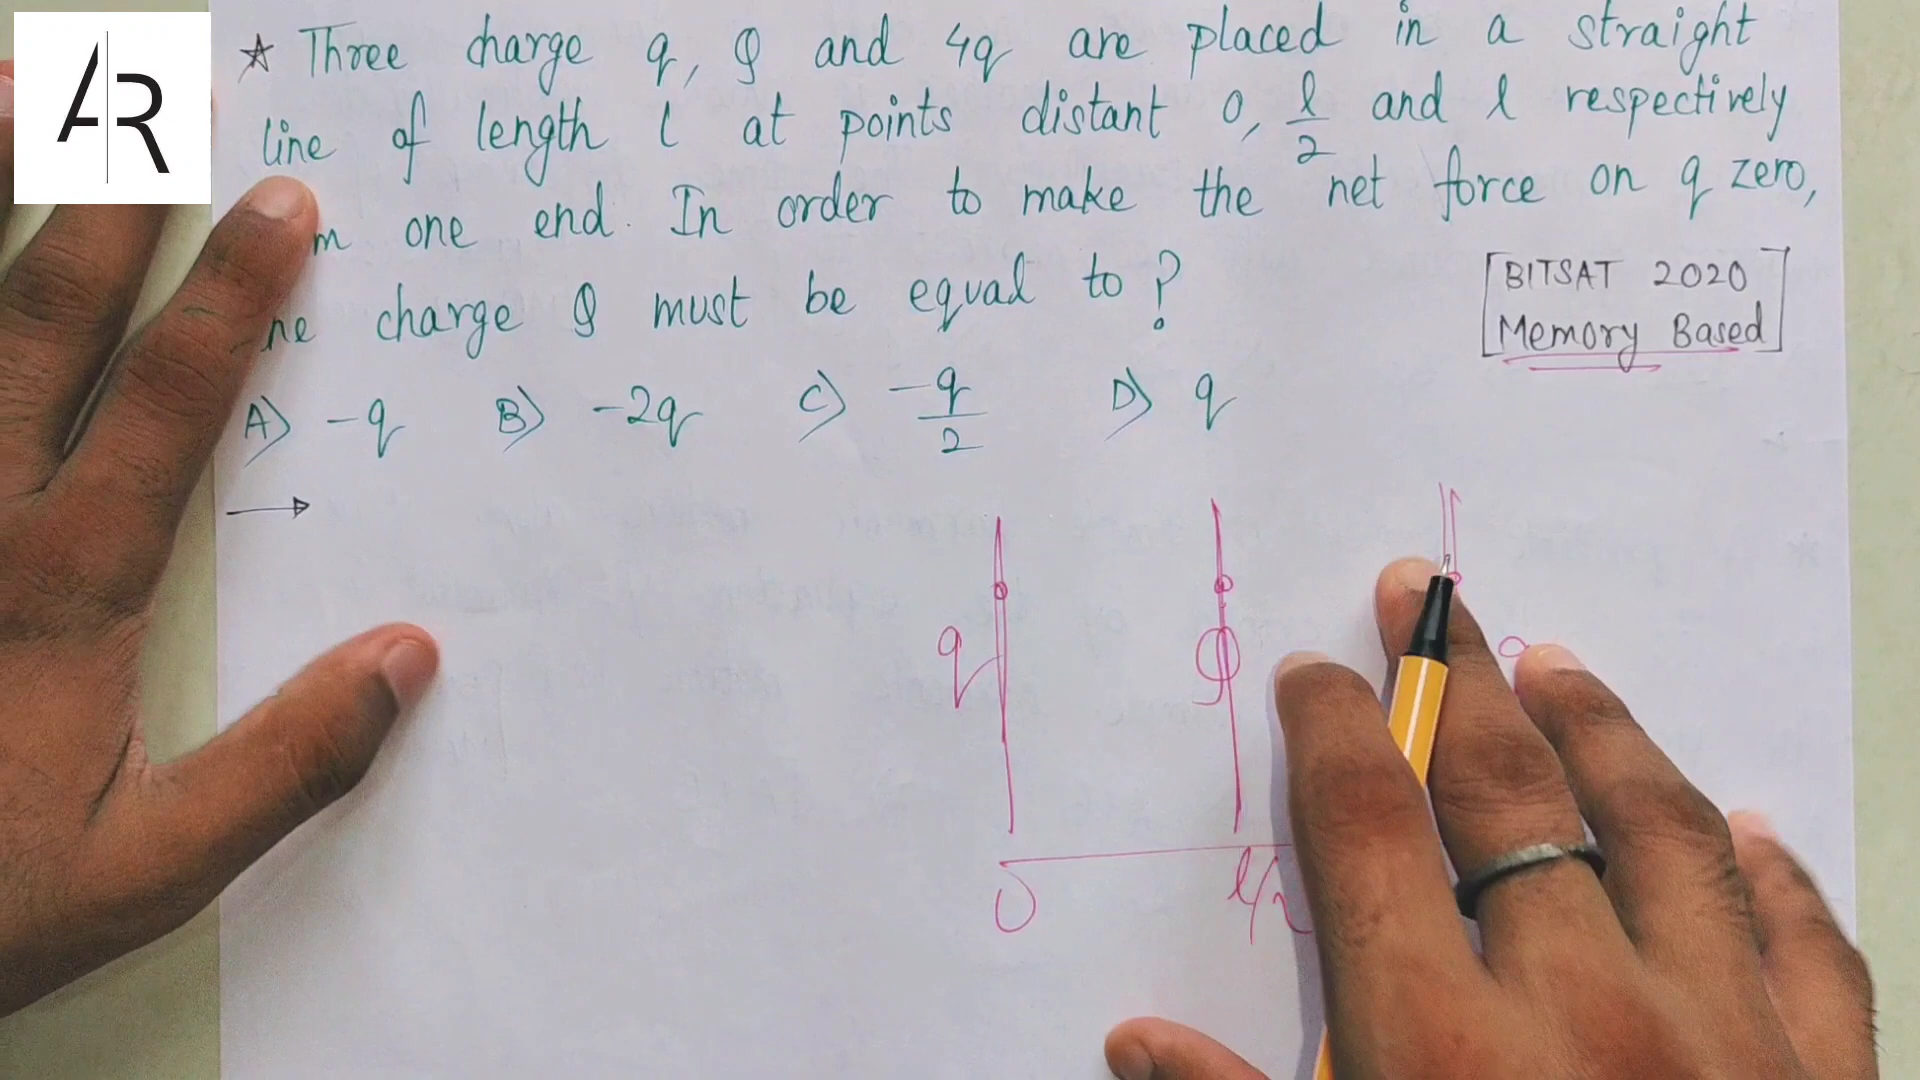 AR
☆ Three charge q, Q and 4q are placed in a straight
line of length l at points distant 0, l/2 and l respectively
m one end. In order to make the net force on q zero,
he charge Q must be equal to?
[BITSAT 2020
Memory Based]
A) -q B) -2q C) -q/2 D) q
→
q Q
0 l/2